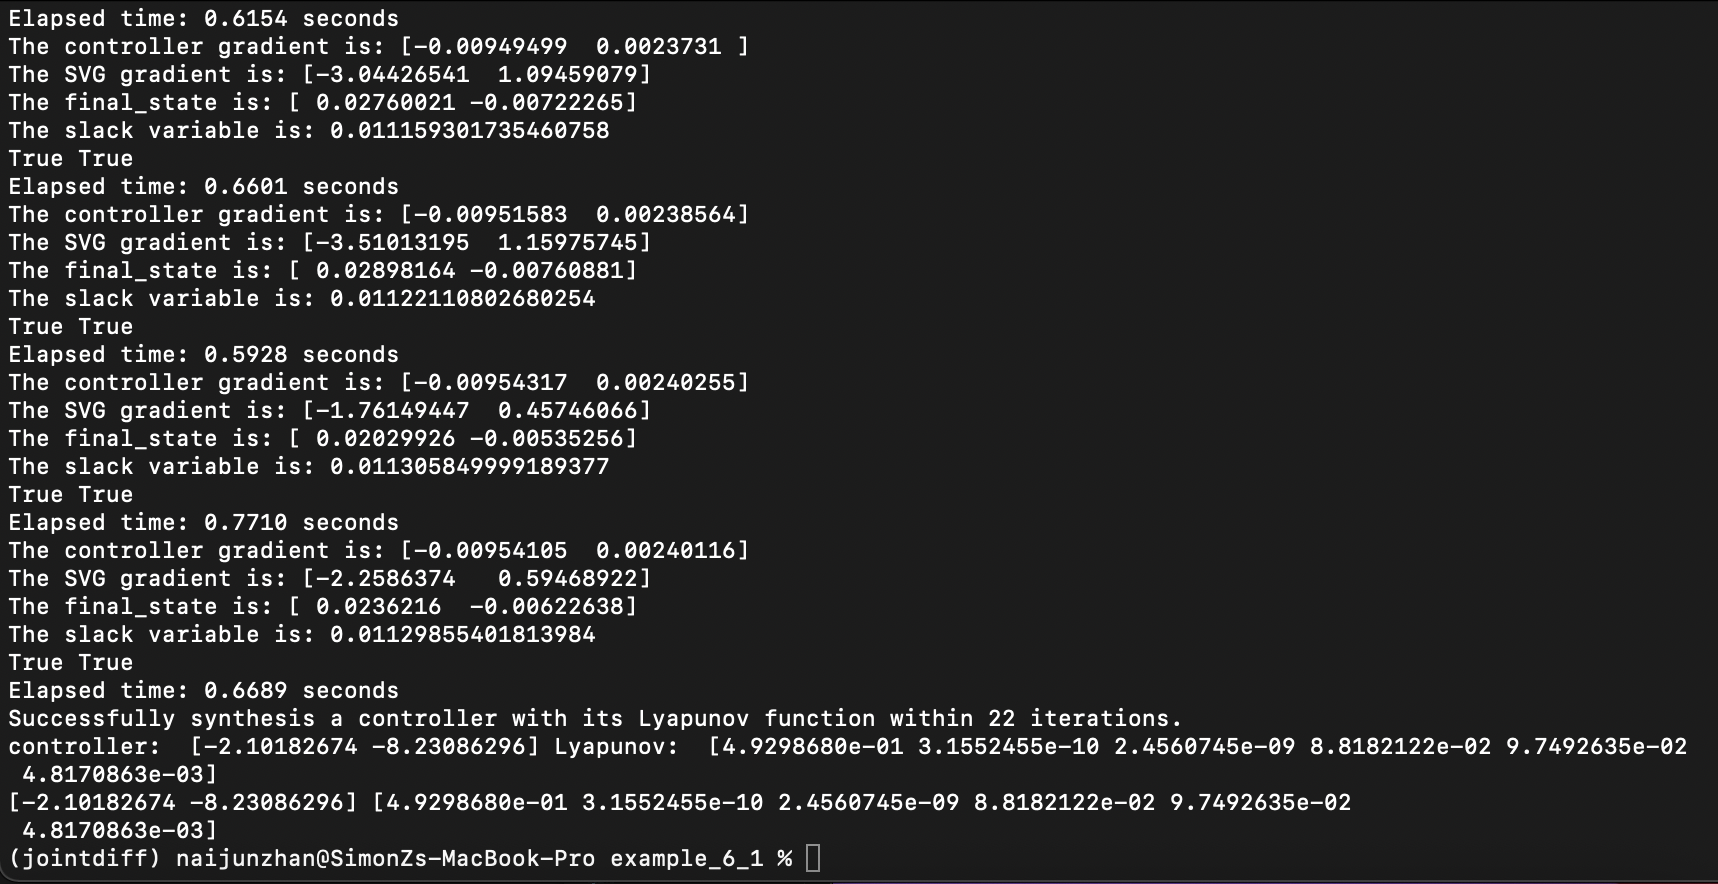 Elapsed time: 0.6154 seconds
The controller gradient is: [-0.00949499  0.0023731 ]
The SVG gradient is: [-3.04426541  1.09459079]
The final_state is: [ 0.02760021 -0.00722265]
The slack variable is: 0.011159301735460758
True True
Elapsed time: 0.6601 seconds
The controller gradient is: [-0.00951583  0.00238564]
The SVG gradient is: [-3.51013195  1.15975745]
The final_state is: [ 0.02898164 -0.00760881]
The slack variable is: 0.01122110802680254
True True
Elapsed time: 0.5928 seconds
The controller gradient is: [-0.00954317  0.00240255]
The SVG gradient is: [-1.76149447  0.45746066]
The final_state is: [ 0.02029926 -0.00535256]
The slack variable is: 0.011305849999189377
True True
Elapsed time: 0.7710 seconds
The controller gradient is: [-0.00954105  0.00240116]
The SVG gradient is: [-2.2586374   0.59468922]
The final_state is: [ 0.0236216  -0.00622638]
The slack variable is: 0.01129855401813984
True True
Elapsed time: 0.6689 seconds
Successfully synthesis a controller with its Lyapunov function within 22 iterations.
controller:  [-2.10182674 -8.23086296] Lyapunov:  [4.9298680e-01 3.1552455e-10 2.4560745e-09 8.8182122e-02 9.7492635e-02
 4.8170863e-03]
[-2.10182674 -8.23086296] [4.9298680e-01 3.1552455e-10 2.4560745e-09 8.8182122e-02 9.7492635e-02
 4.8170863e-03]
(jointdiff) naijunzhan@SimonZs-MacBook-Pro example_6_1 %